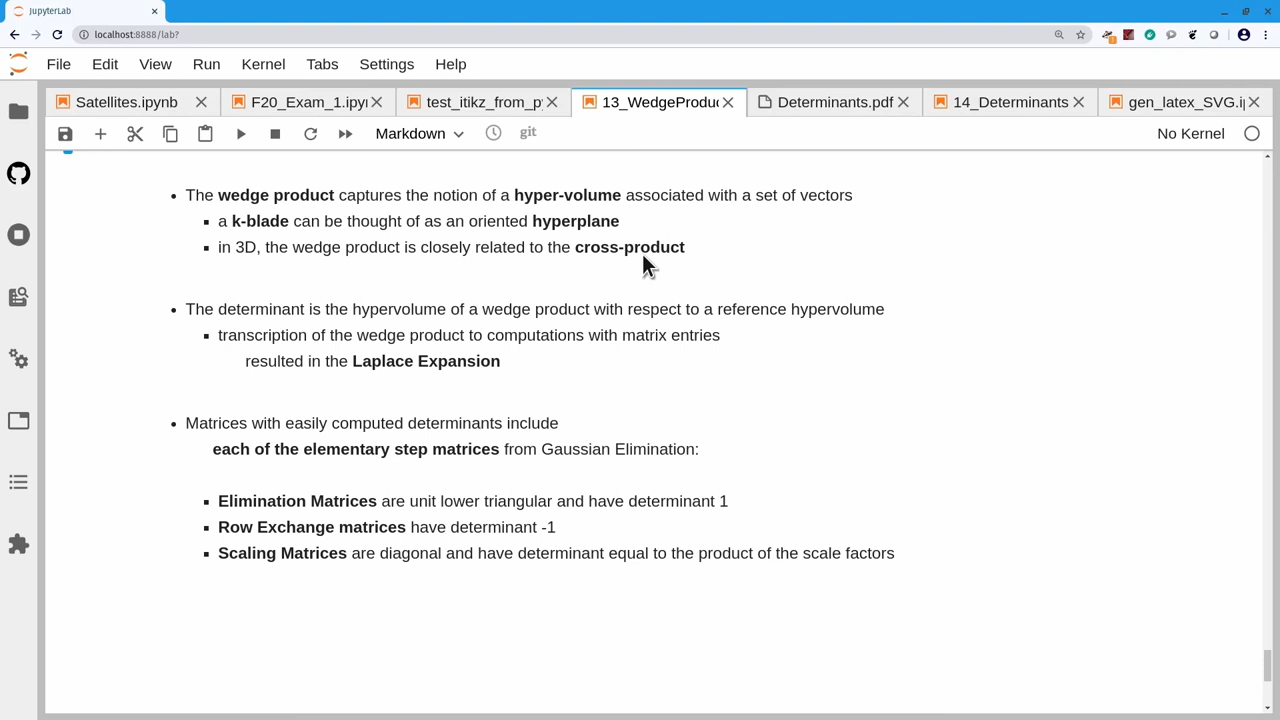 JupyterLab
localhost:8888/lab?
File Edit View Run Kernel Tabs Settings Help
Satellites.ipynb F20_Exam_1.ipyn test_itikz_from_py 13_WedgeProduc Determinants.pdf 14_Determinants gen_latex_SVG.i
Markdown git No Kernel
• The wedge product captures the notion of a hyper-volume associated with a set of vectors
▪ a k-blade can be thought of as an oriented hyperplane
▪ in 3D, the wedge product is closely related to the cross-product
• The determinant is the hypervolume of a wedge product with respect to a reference hypervolume
▪ transcription of the wedge product to computations with matrix entries
resulted in the Laplace Expansion
• Matrices with easily computed determinants include
each of the elementary step matrices from Gaussian Elimination:
▪ Elimination Matrices are unit lower triangular and have determinant 1
▪ Row Exchange matrices have determinant -1
▪ Scaling Matrices are diagonal and have determinant equal to the product of the scale factors